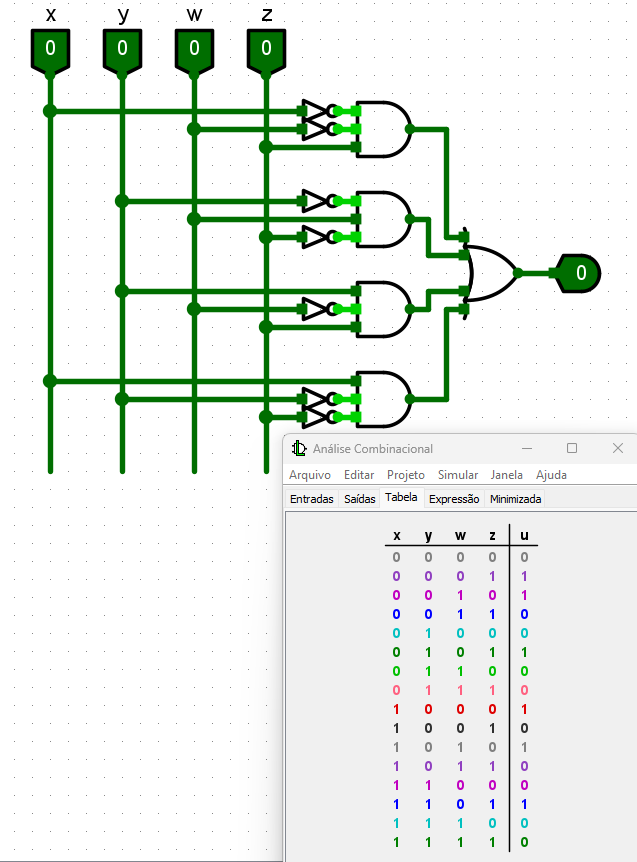 x y w z
0 0 0 0
0
Análise Combinacional
Arquivo Editar Projeto Simular Janela Ajuda
Entradas Saídas Tabela Expressão Minimizada
x y w z u
0 0 0 0 0
0 0 0 1 1
0 0 1 0 1
0 0 1 1 0
0 1 0 0 0
0 1 0 1 1
0 1 1 0 0
0 1 1 1 0
1 0 0 0 1
1 0 0 1 0
1 0 1 0 1
1 0 1 1 0
1 1 0 0 0
1 1 0 1 1
1 1 1 0 0
1 1 1 1 0